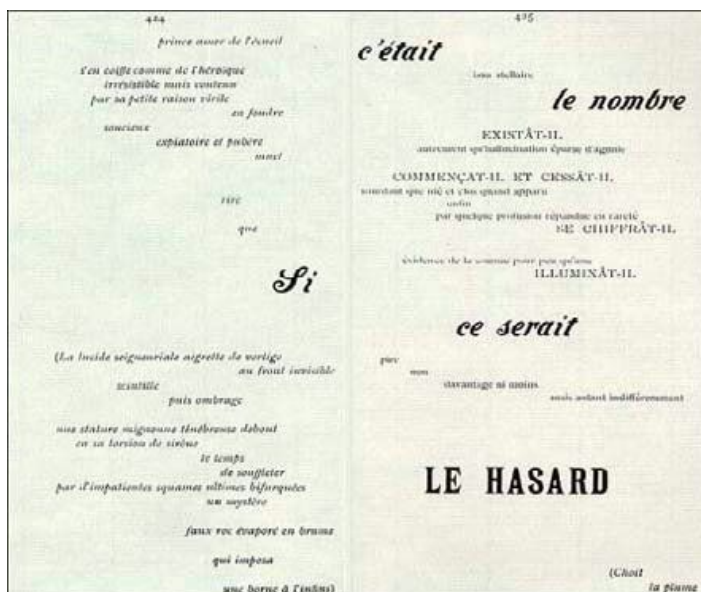 424
prince amer de l'écueil
s'en coiffe comme de l'héroïque
irrésistible mais contenu
par sa petite raison virile
en foudre
soucieux
expiatoire et pubère
muet
rire
que
Si
(La lucide seigneuriale aigrette de vertige
au front invisible
scintille
puis ombrage
une stature mignonne ténébreuse debout
en sa torsion de sirène
le temps
de souffleter
par d'impatientes squames ultimes bifurquées
un mystère
faux roc évaporé en brume
qui imposa
une borne à l'infini)
425
c'était
issu stellaire
le nombre
EXISTÂT-IL
autrement qu'hallucination éparse d'agonie
COMMENÇAT-IL ET CESSÂT-IL
sourdant que nié et clos quand apparu
enfin
par quelque profusion répandue en rareté
SE CHIFFRÂT-IL
évidence de la somme pour peu qu'une
ILLUMINÂT-IL
ce serait
pire
non
davantage ni moins
mais autant indifféremment
LE HASARD
(Choit
la plume